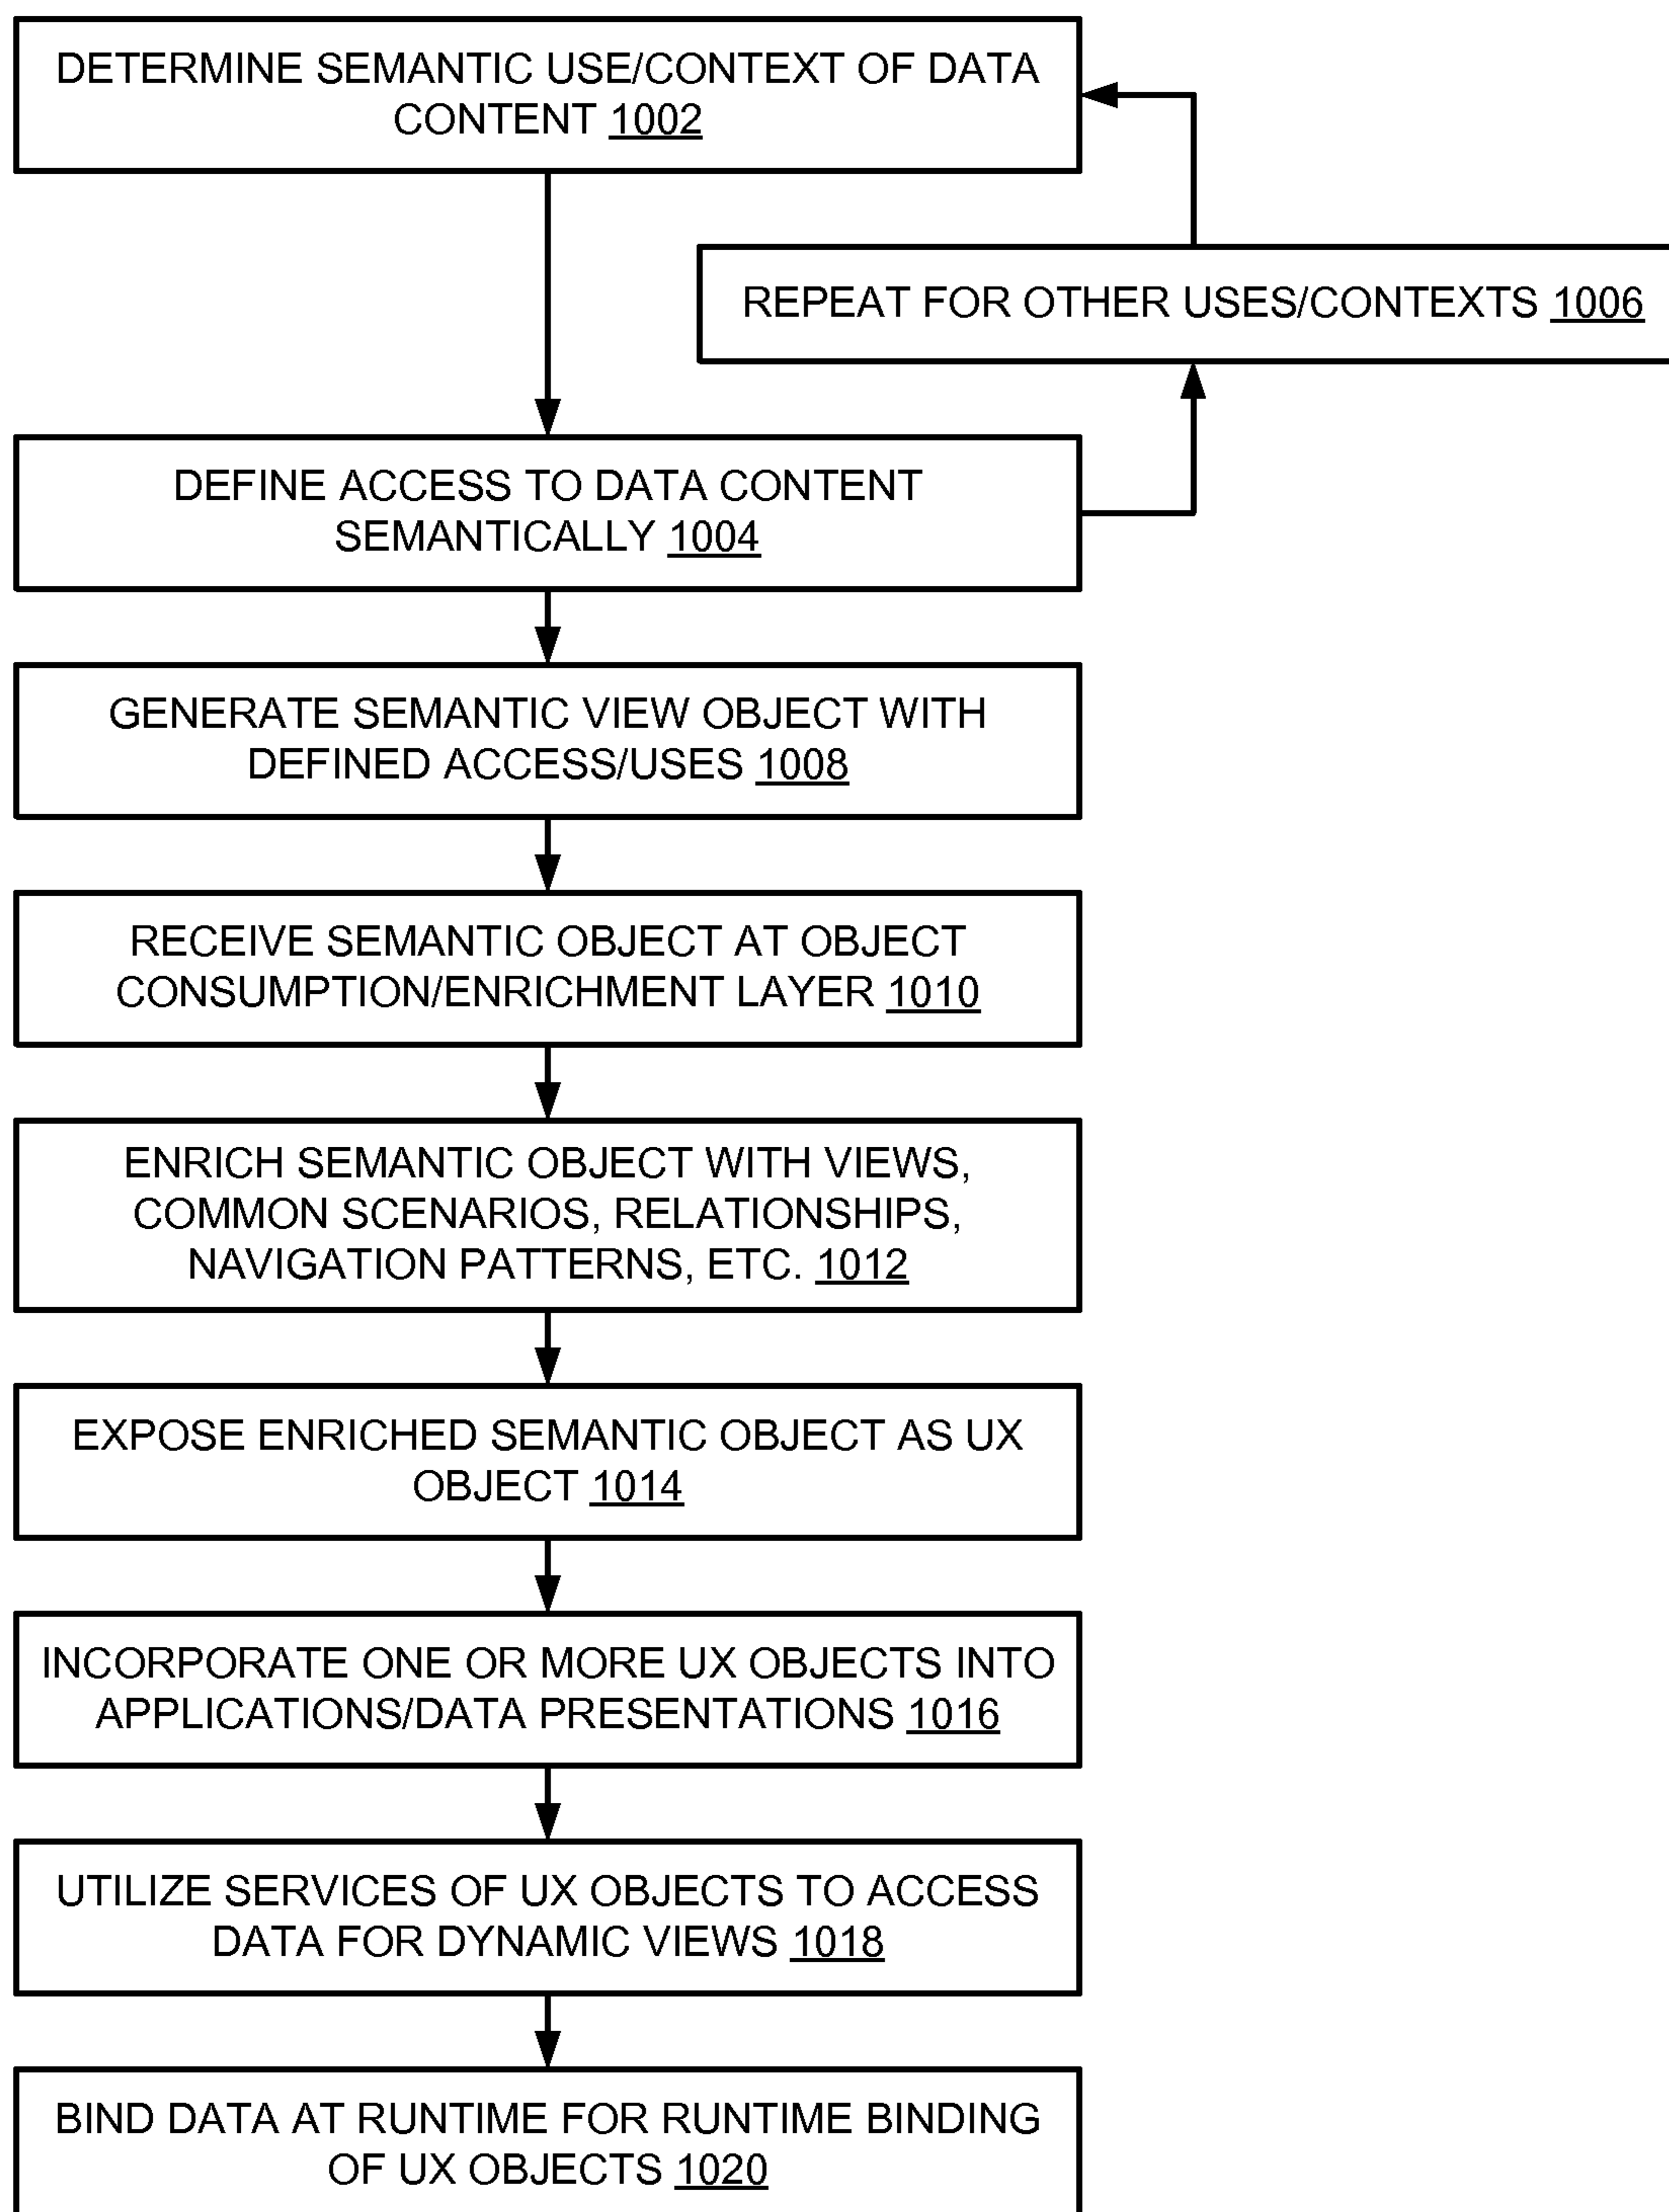 DETERMINE SEMANTIC USE/CONTEXT OF DATA
CONTENT 1002
REPEAT FOR OTHER USES/CONTEXTS 1006
DEFINE ACCESS TO DATA CONTENT
SEMANTICALLY 1004
GENERATE SEMANTIC VIEW OBJECT WITH
DEFINED ACCESS/USES 1008
RECEIVE SEMANTIC OBJECT AT OBJECT
CONSUMPTION/ENRICHMENT LAYER 1010
ENRICH SEMANTIC OBJECT WITH VIEWS,
COMMON SCENARIOS, RELATIONSHIPS,
NAVIGATION PATTERNS, ETC. 1012
EXPOSE ENRICHED SEMANTIC OBJECT AS UX
OBJECT 1014
INCORPORATE ONE OR MORE UX OBJECTS INTO
APPLICATIONS/DATA PRESENTATIONS 1016
UTILIZE SERVICES OF UX OBJECTS TO ACCESS
DATA FOR DYNAMIC VIEWS 1018
BIND DATA AT RUNTIME FOR RUNTIME BINDING
OF UX OBJECTS 1020